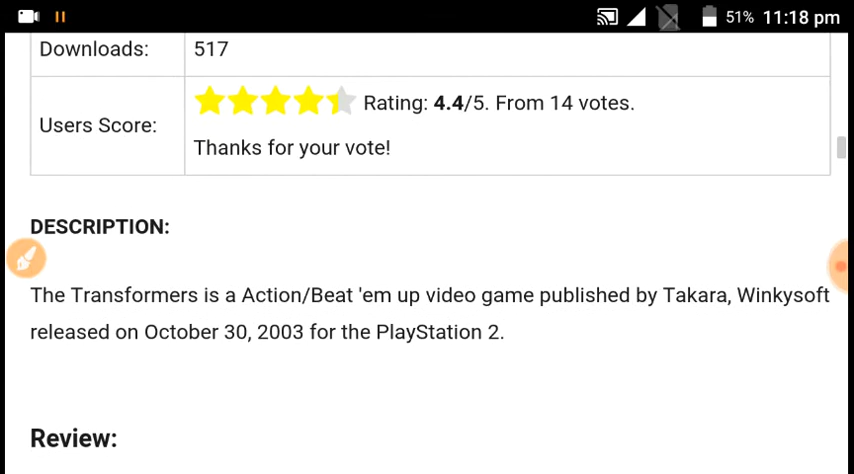 51% 11:18 pm
Downloads: 517
Rating: 4.4/5. From 14 votes.
Users Score:
Thanks for your vote!
DESCRIPTION:
The Transformers is a Action/Beat 'em up video game published by Takara, Winkysoft
released on October 30, 2003 for the PlayStation 2.
Review: